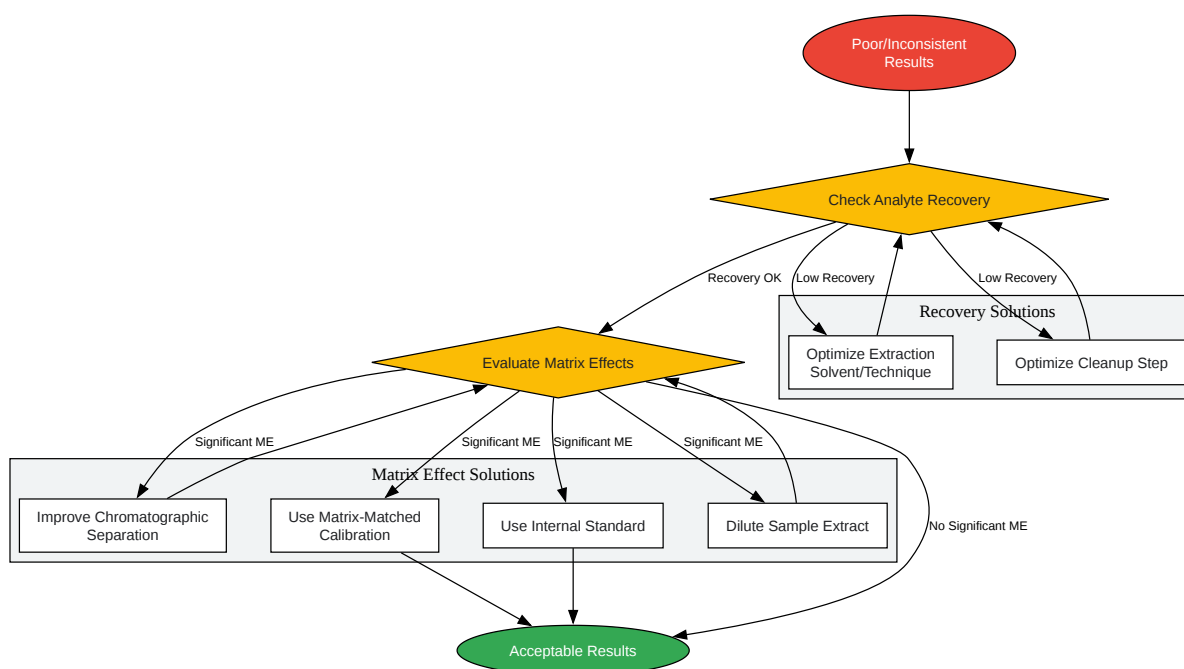 Poor/Inconsistent
Results
Check Analyte Recovery
Recovery OK
Low Recovery
Low Recovery
Recovery Solutions
Optimize Extraction
Solvent/Technique
Optimize Cleanup Step
Evaluate Matrix Effects
Significant ME
Significant ME
Significant ME
Significant ME
Matrix Effect Solutions
Improve Chromatographic
Separation
Use Matrix-Matched
Calibration
Use Internal Standard
Dilute Sample Extract
No Significant ME
Acceptable Results